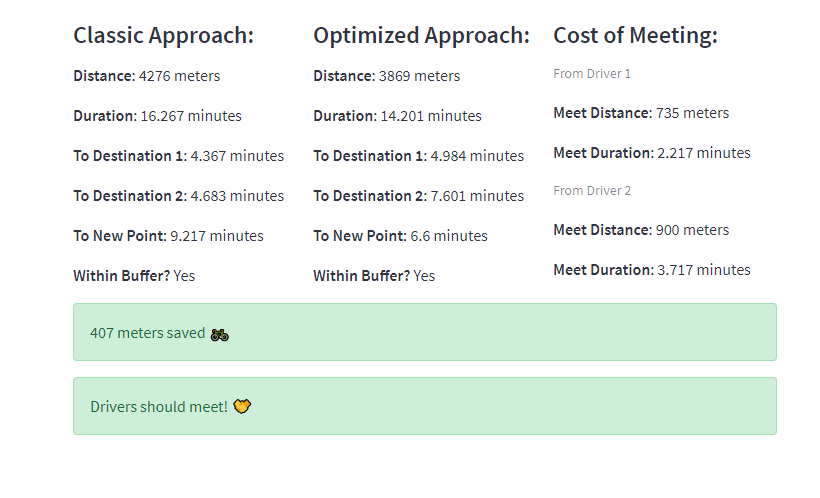 Classic Approach:
Distance: 4276 meters
Duration: 16.267 minutes
To Destination 1: 4.367 minutes
To Destination 2: 4.683 minutes
To New Point: 9.217 minutes
Within Buffer? Yes
Optimized Approach:
Distance: 3869 meters
Duration: 14.201 minutes
To Destination 1: 4.984 minutes
To Destination 2: 7.601 minutes
To New Point: 6.6 minutes
Within Buffer? Yes
Cost of Meeting:
From Driver 1
Meet Distance: 735 meters
Meet Duration: 2.217 minutes
From Driver 2
Meet Distance: 900 meters
Meet Duration: 3.717 minutes
407 meters saved
Drivers should meet!